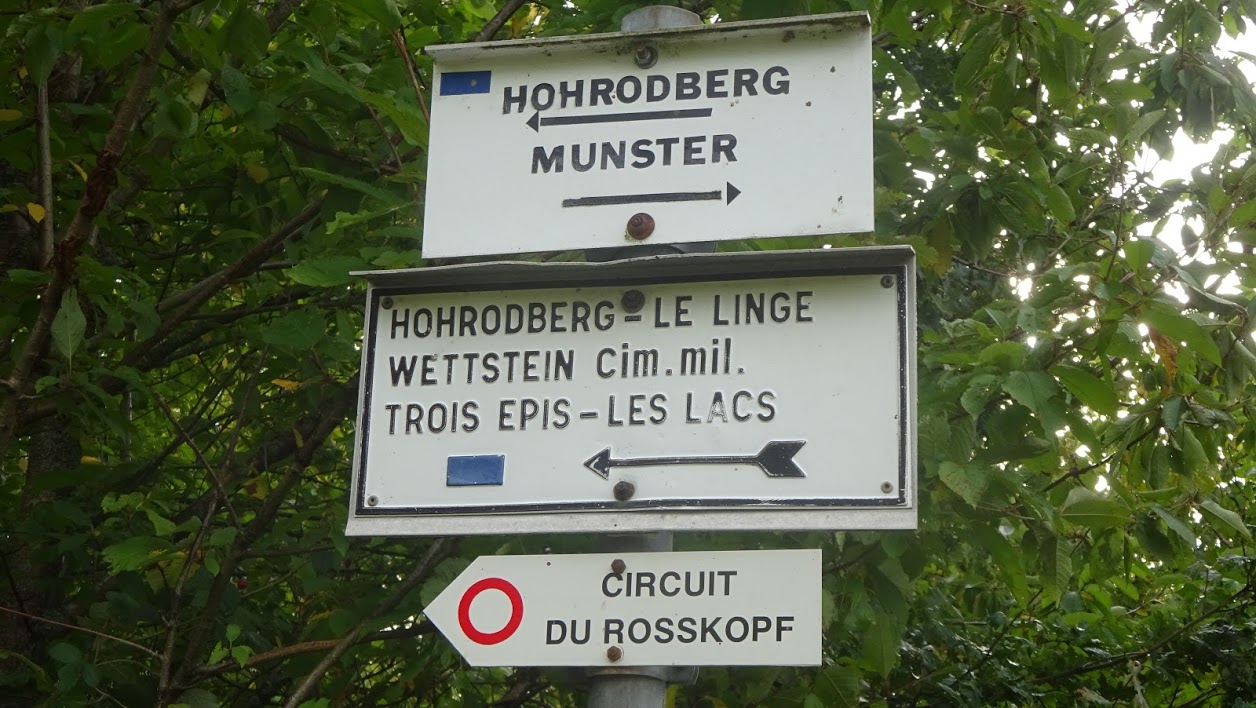 HOHRODBERG
MUNSTER
HOHRODBERG - LE LINGE
WETTSTEIN Cim. mil.
TROIS EPIS - LES LACS
CIRCUIT
DU ROSSKOPF